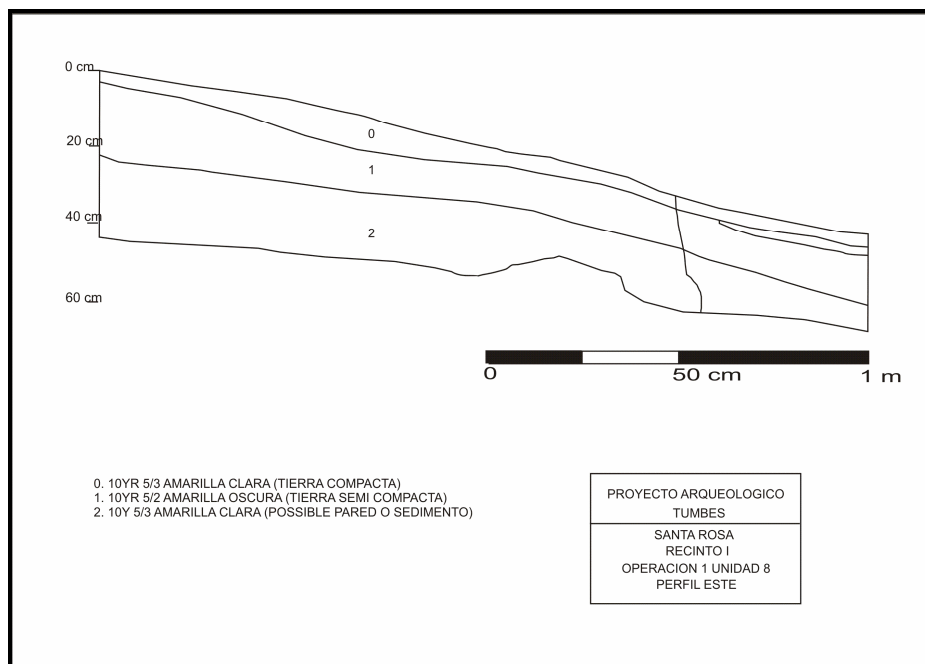 0 cm
0
20 cm
1
40 cm
2
60 cm
0 50 cm 1 m
0. 10YR 5/3 AMARILLA CLARA (TIERRA COMPACTA)
1. 10YR 5/2 AMARILLA OSCURA (TIERRA SEMI COMPACTA)
2. 10Y 5/3 AMARILLA CLARA (POSSIBLE PARED O SEDIMENTO)
PROYECTO ARQUEOLOGICO
TUMBES
SANTA ROSA
RECINTO I
OPERACION 1 UNIDAD 8
PERFIL ESTE